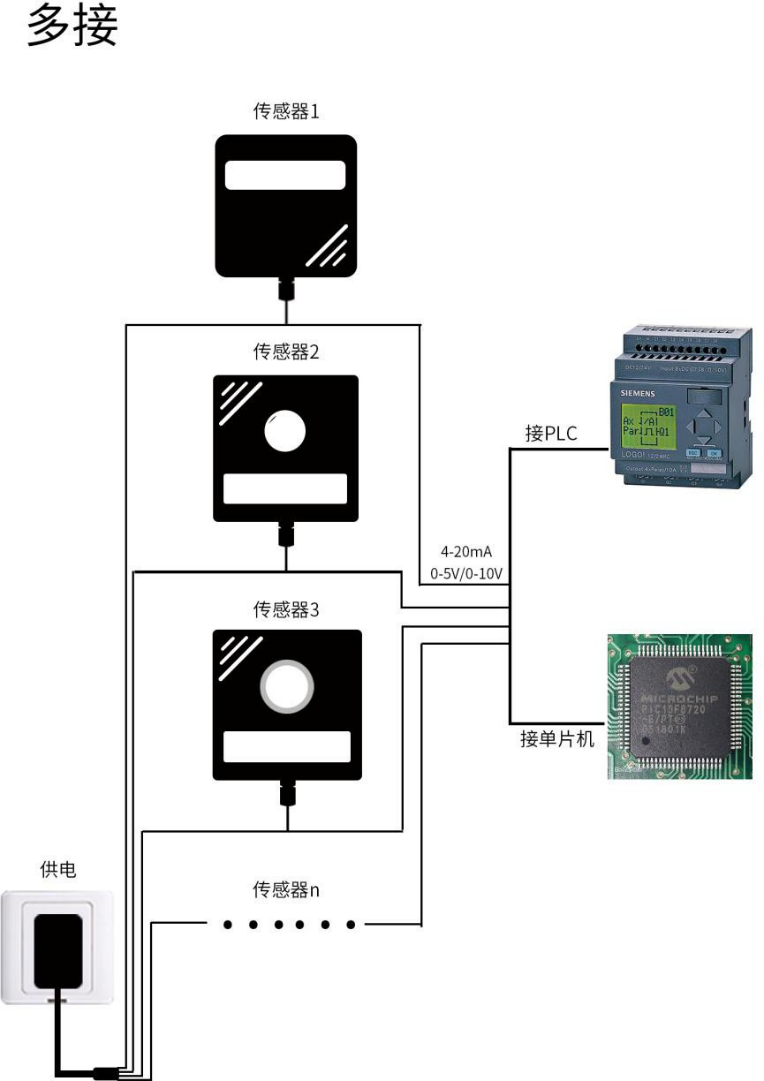 多接
传感器1
传感器2
SIEMENS
B01
接PLC
4-20mA
0-5V/0-10V
传感器3
MICROCHIP
接单片机
供电
传感器n